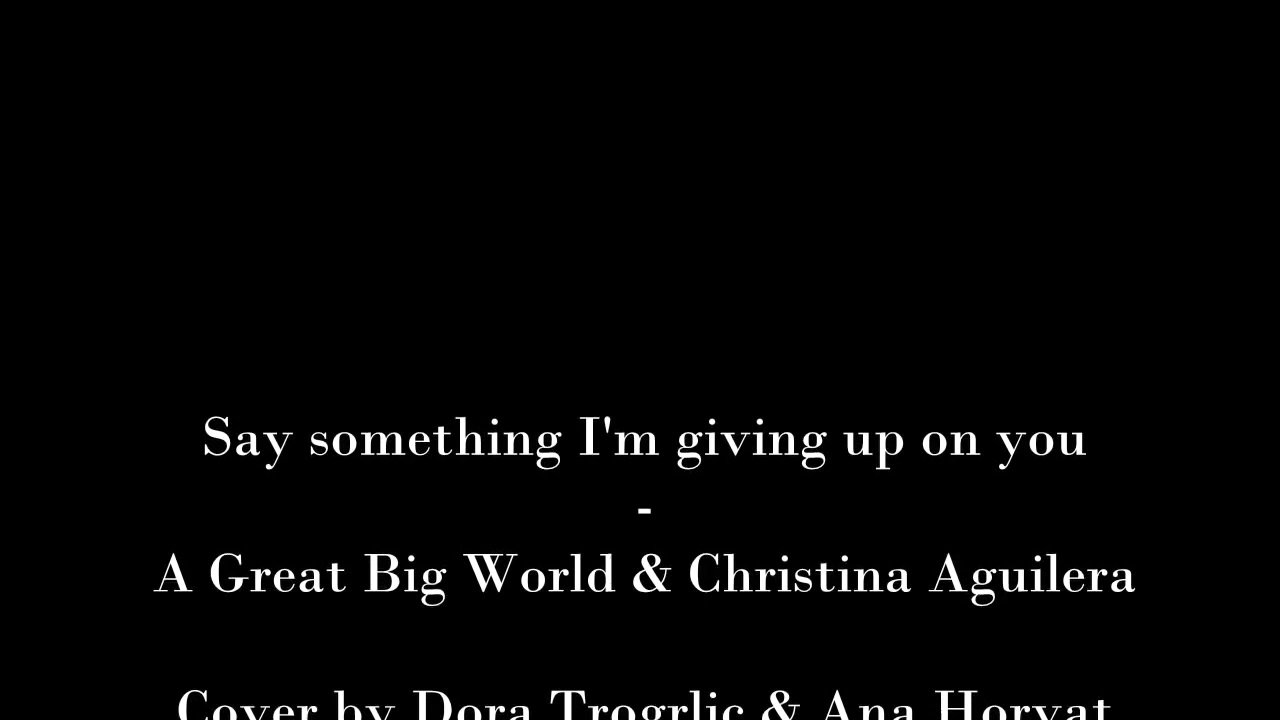 Say something I'm giving up on you
-
A Great Big World & Christina Aguilera
Cover by Dora Trogrlic & Ana Horvat